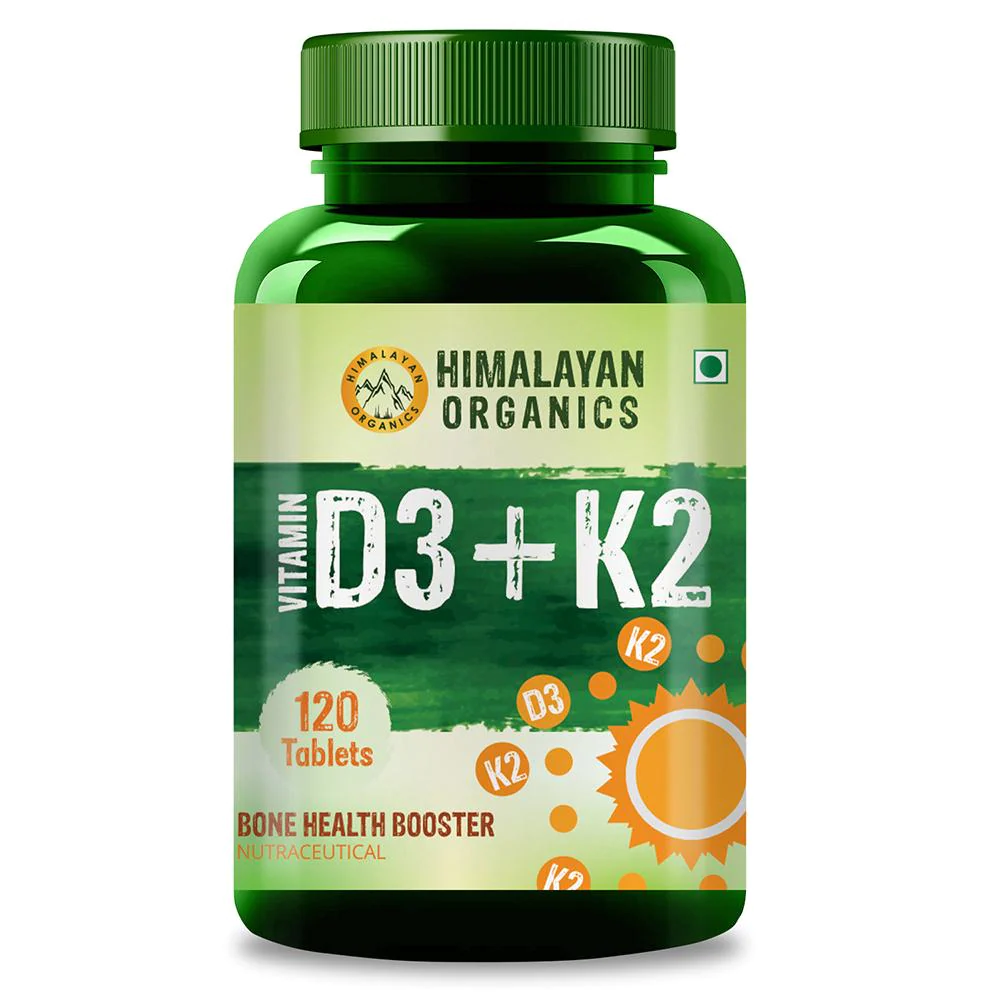 HIMALAYAN
ORGANICS
HIMALAYAN
ORGANICS
VITAMIN
D3+K2
K2
D3
K2
K2
120
Tablets
BONE HEALTH BOOSTER
NUTRACEUTICAL